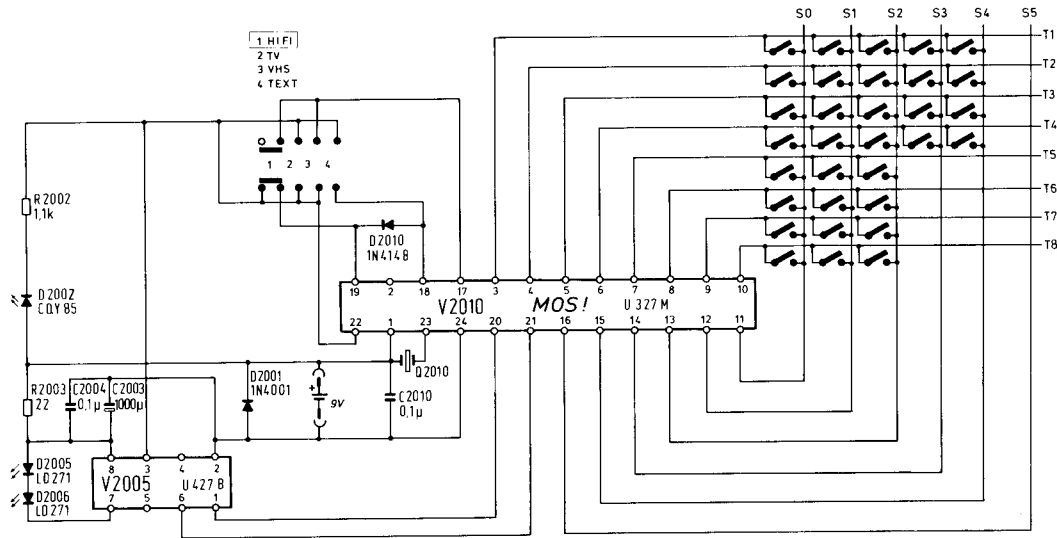 S0 S1 S2 S3 S4 S5
T1
1 HIFI
2 TV
3 VHS
4 TEXT
T2
T3
T4
1 2 3 4
T5
T6
R2002
1,1k
T7
D2010
1N4148
T8
19 2 18 17 3 4 5 6 7 8 9 10
D2002
CQY 85
V2010 MOS! U 327 M
22 1 23 24 20 21 16 15 14 13 12 11
Q2010
R2003
22
C2004
0,1µ
C2003
1000µ
D2001
1N4001
+
9V
C2010
0,1µ
D2005
LD271
D2006
LD271
8 3 4 2
V2005 U 427 B
7 5 6 1